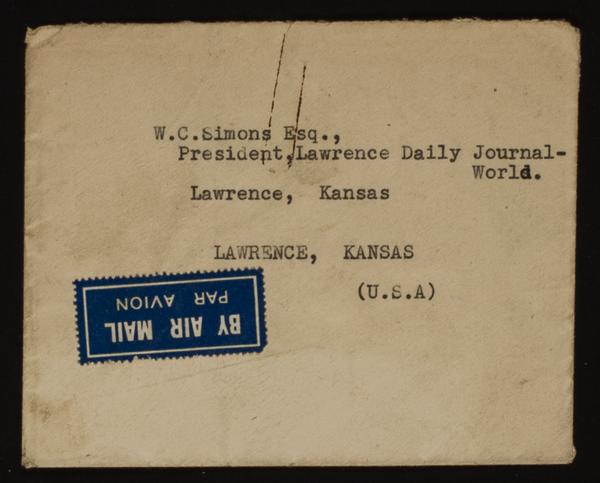 W.C.Simons Esq.,
President,Lawrence Daily Journal-
World.
Lawrence, Kansas
LAWRENCE, KANSAS
(U.S.A)
BY AIR MAIL
PAR AVION